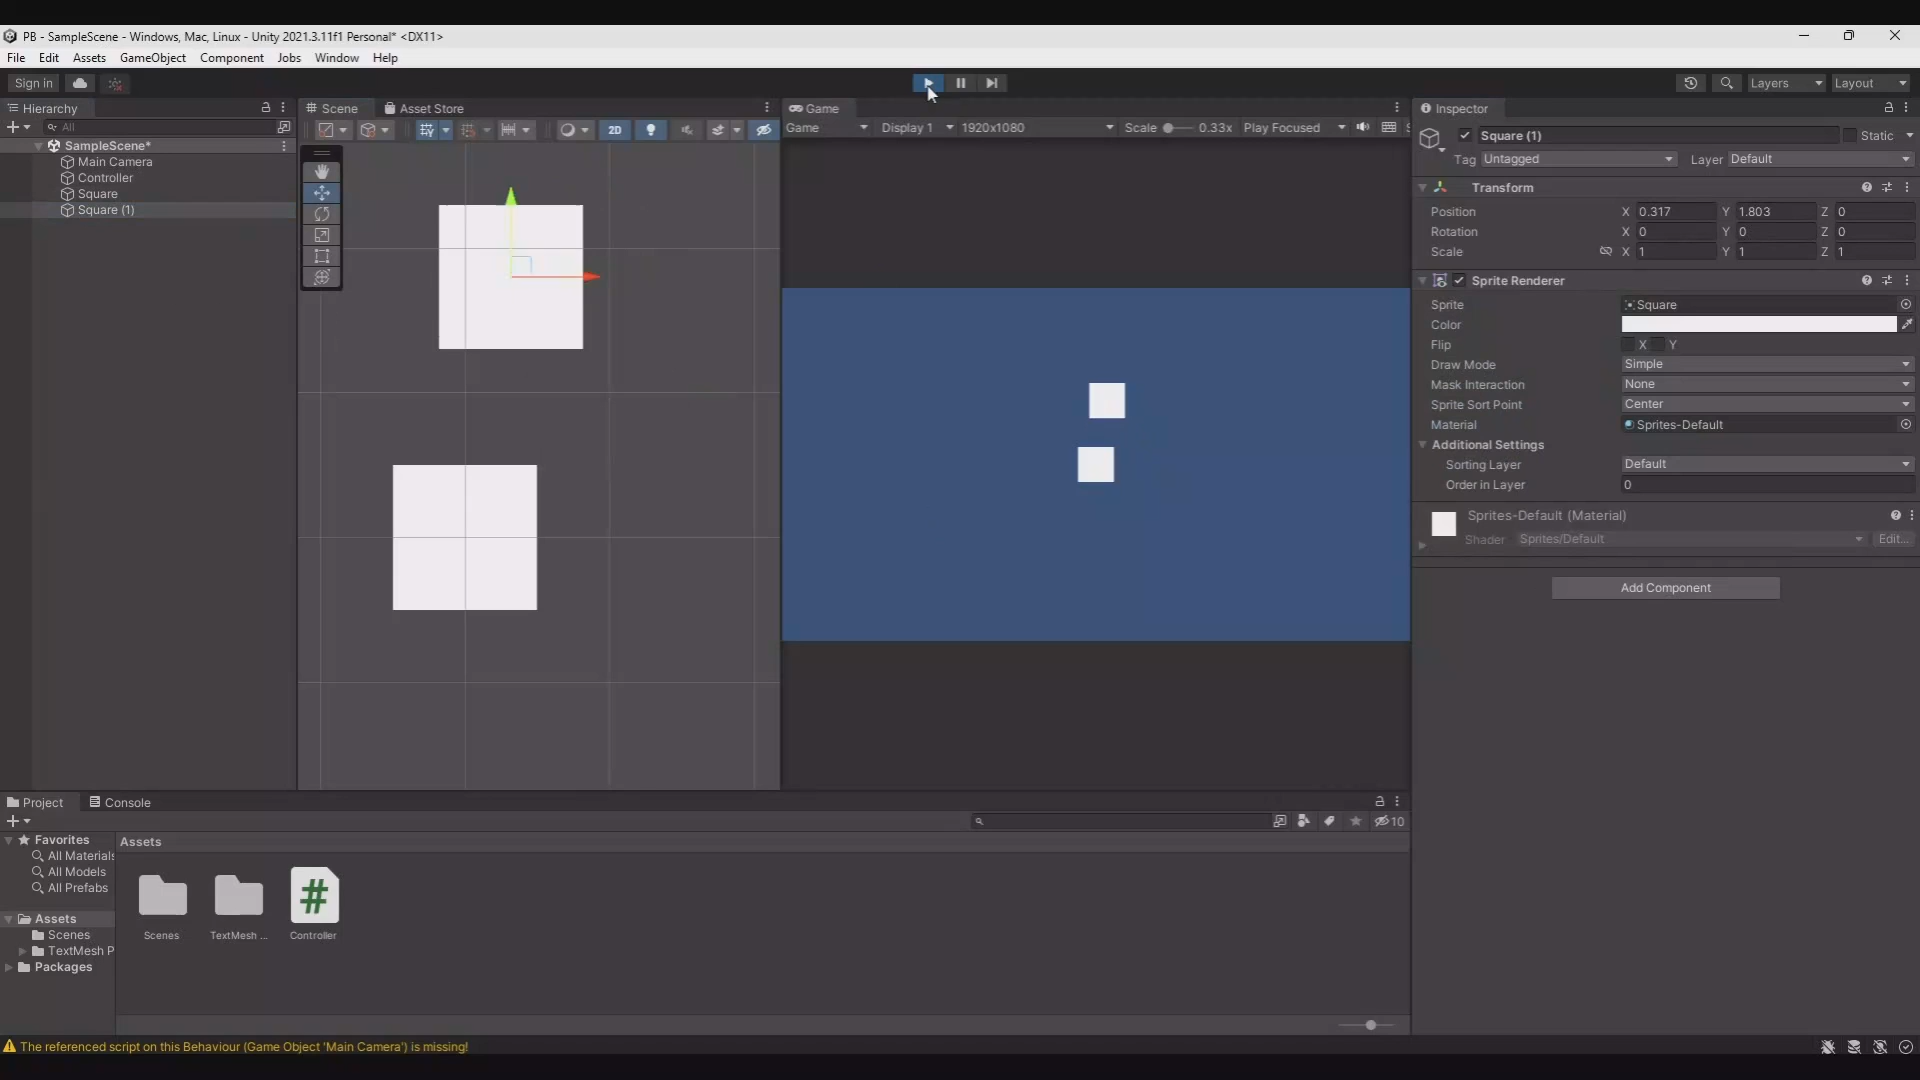 PB - SampleScene - Windows, Mac, Linux - Unity 2021.3.11f1 Personal* <DX11>
File Edit Assets GameObject Component Jobs Window Help
Sign in Layers Layout
Hierarchy
All
SampleScene*
Main Camera
Controller
Square
Square (1)
Scene Asset Store
2D
Game
Game Display 1 1920x1080 Scale 0.33x Play Focused S
Inspector
Square (1) Static
Tag Untagged Layer Default
Transform
Position X 0.317 Y 1.803 Z 0
Rotation X 0 Y 0 Z 0
Scale X 1 Y 1 Z 1
Sprite Renderer
Sprite Square
Color
Flip X Y
Draw Mode Simple
Mask Interaction None
Sprite Sort Point Center
Material Sprites-Default
Additional Settings
Sorting Layer Default
Order in Layer 0
Sprites-Default (Material)
Shader Sprites/Default Edit...
Add Component
Project Console
10
Favorites
All Materials
All Models
All Prefabs
Assets
Scenes
TextMesh P
Packages
Assets
Scenes TextMesh ... Controller
#
The referenced script on this Behaviour (Game Object 'Main Camera') is missing!